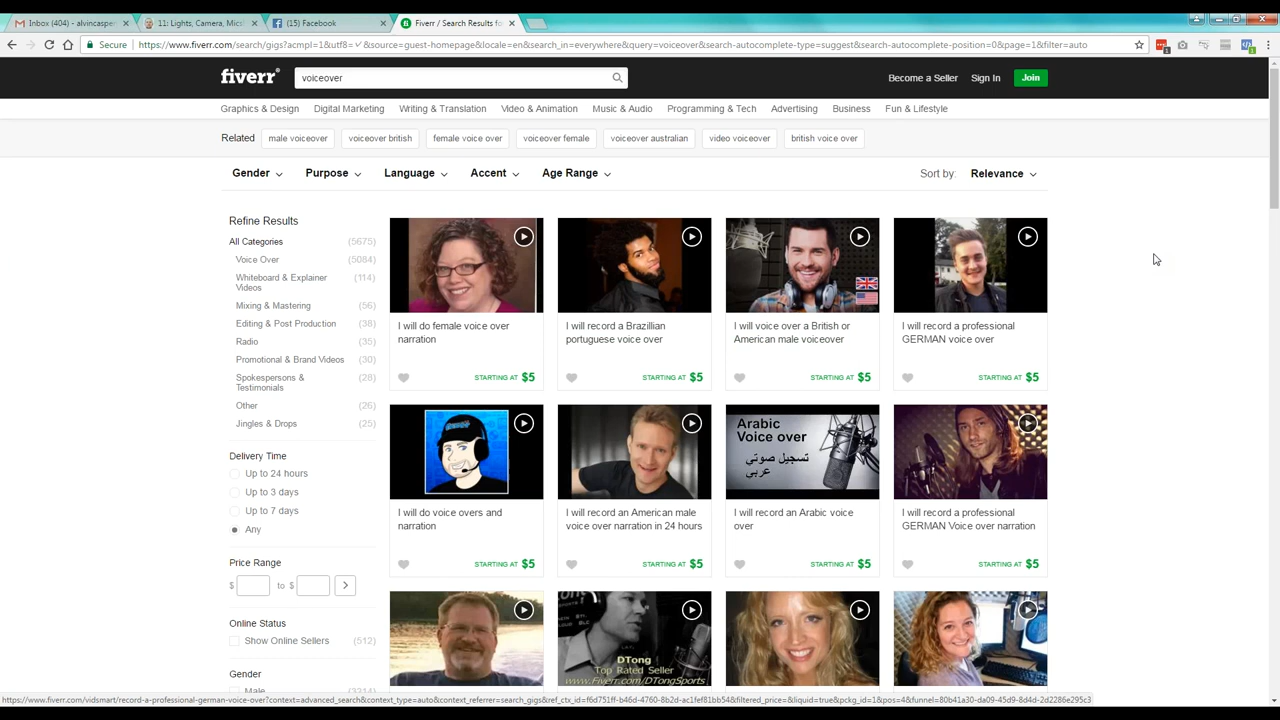 Inbox (404) - alvincasper
11: Lights, Camera, Mics
(15) Facebook
Fiverr / Search Results fo
Secure
https://www.fiverr.com/search/gigs?acmpl=1&utf8=✓&source=guest-homepage&locale=en&search_in=everywhere&query=voiceover&search-autocomplete-type=suggest&search-autocomplete-position=0&page=1&filter=auto
fiverr
voiceover
Become a Seller
Sign In
Join
Graphics & Design
Digital Marketing
Writing & Translation
Video & Animation
Music & Audio
Programming & Tech
Advertising
Business
Fun & Lifestyle
Related
male voiceover
voiceover british
female voice over
voiceover female
voiceover australian
video voiceover
british voice over
Gender
Purpose
Language
Accent
Age Range
Sort by:
Relevance
Refine Results
All Categories (5675)
Voice Over (5084)
Whiteboard & Explainer (114)
Videos
Mixing & Mastering (56)
Editing & Post Production (38)
Radio (35)
Promotional & Brand Videos (30)
Spokespersons & (28)
Testimonials
Other (26)
Jingles & Drops (25)
Delivery Time
Up to 24 hours
Up to 3 days
Up to 7 days
Any
Price Range
$ to $
Online Status
Show Online Sellers (512)
Gender
Male
I will do female voice over
narration
STARTING AT $5
I will record a Brazillian
portuguese voice over
STARTING AT $5
I will voice over a British or
American male voiceover
STARTING AT $5
I will record a professional
GERMAN voice over
STARTING AT $5
I will do voice overs and
narration
STARTING AT $5
I will record an American male
voice over narration in 24 hours
STARTING AT $5
Arabic
Voice over
تسجيل صوتي
عربي
I will record an Arabic voice
over
STARTING AT $5
I will record a professional
GERMAN Voice over narration
STARTING AT $5
DTong
Top Rated Seller
www.Fiverr.com/DTongSports